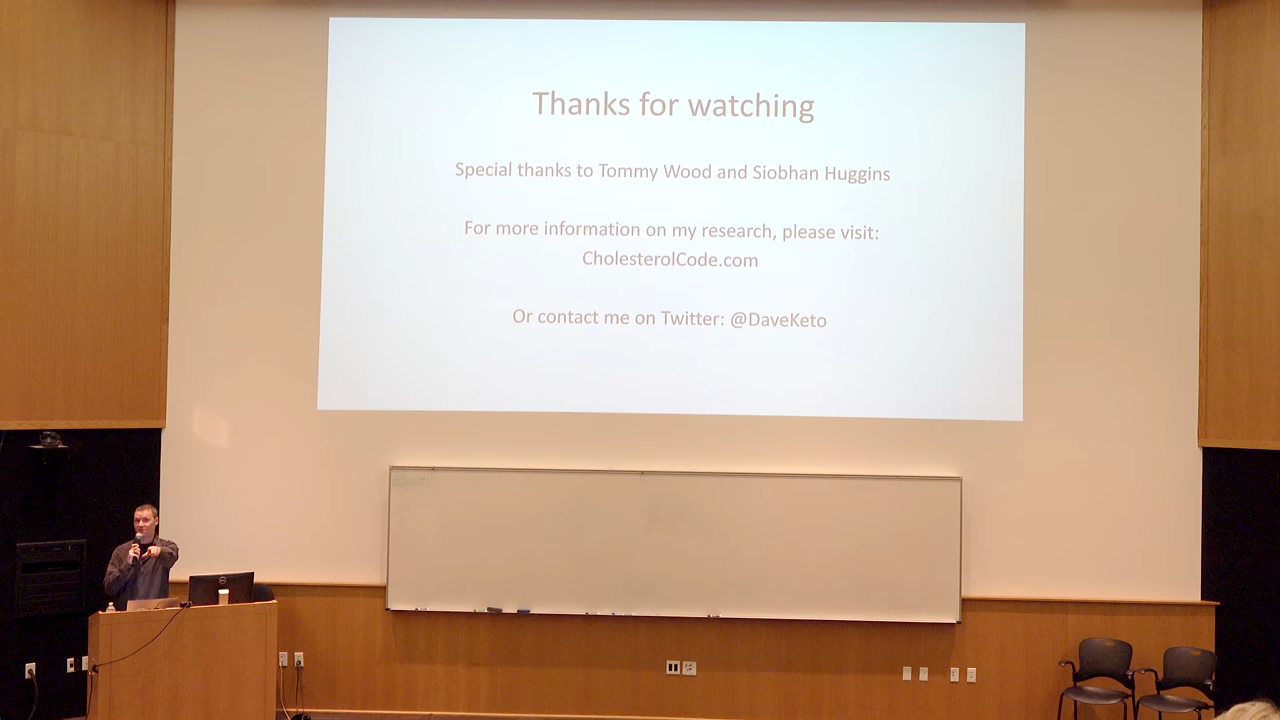 Thanks for watching
Special thanks to Tommy Wood and Siobhan Huggins
For more information on my research, please visit:
CholesterolCode.com
Or contact me on Twitter: @DaveKeto